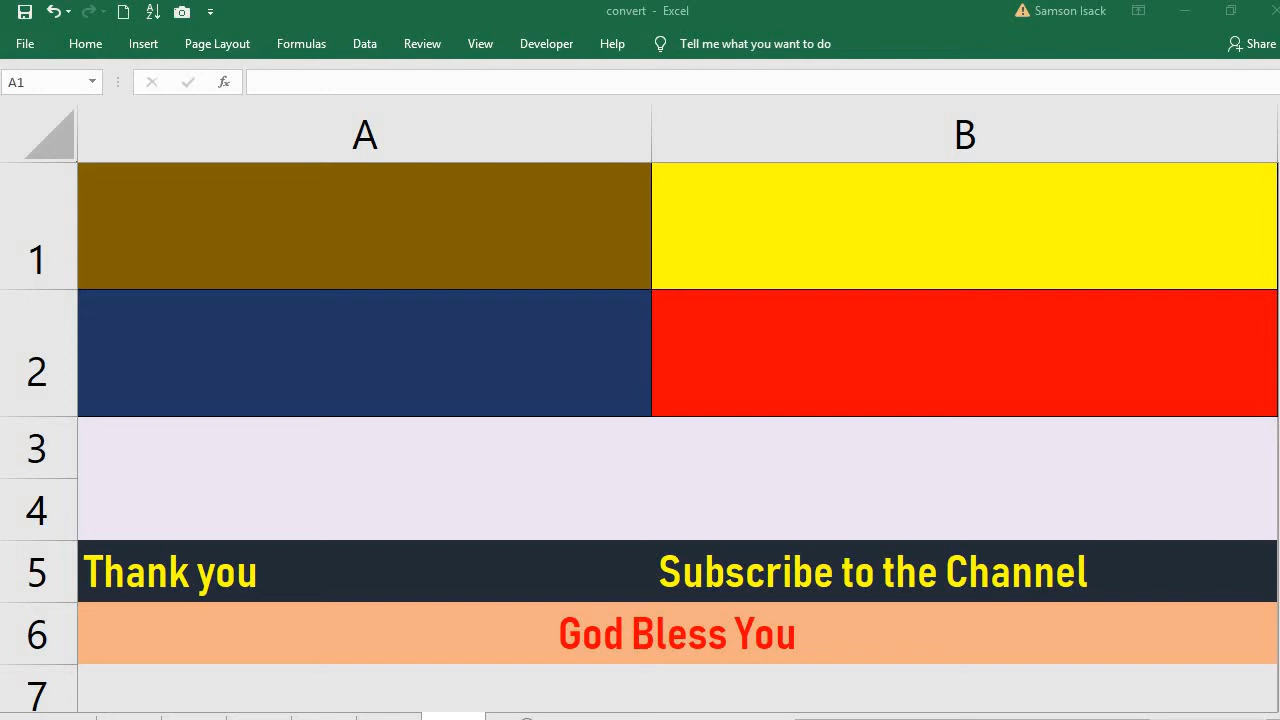 convert - Excel
Samson Isack
File Home Insert Page Layout Formulas Data Review View Developer Help Tell me what you want to do Share
A1 fx
A B
1
2
3
4
5 Thank you Subscribe to the Channel
6 God Bless You
7